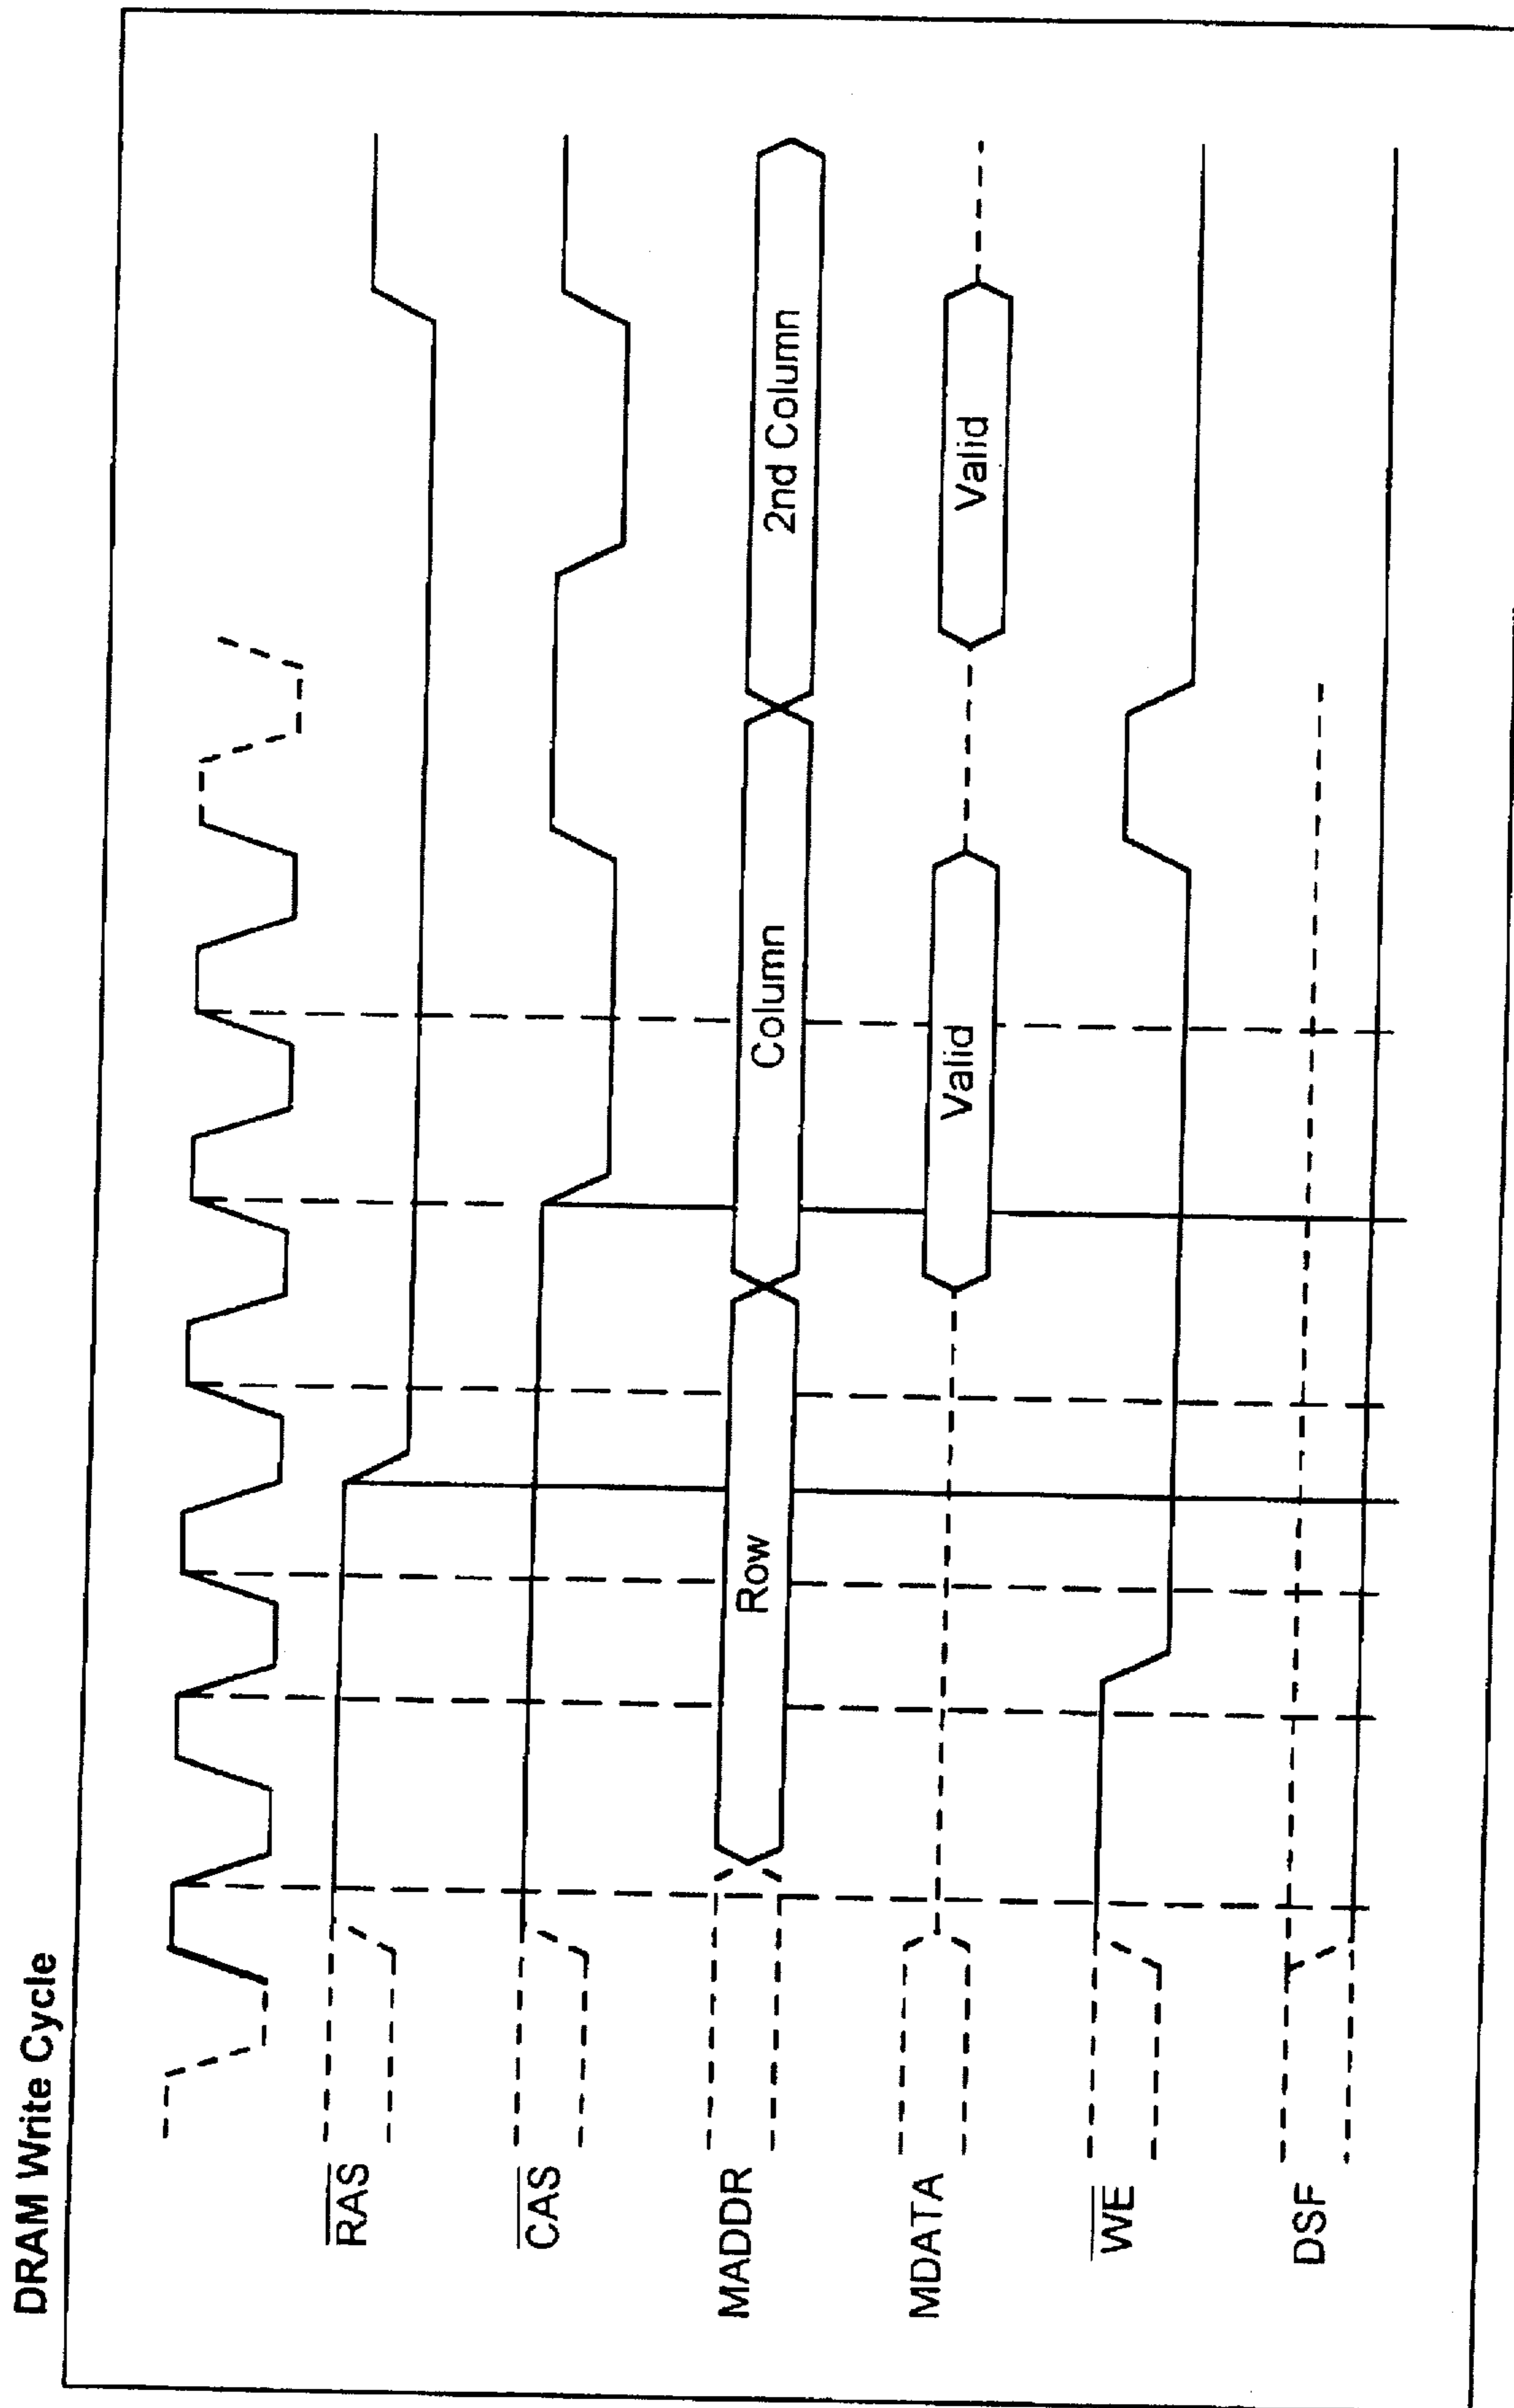 DRAM Write Cycle
RAS
CAS
MADDR
Row
Column
2nd Column
MDATA
Valid
Valid
WE
DSF